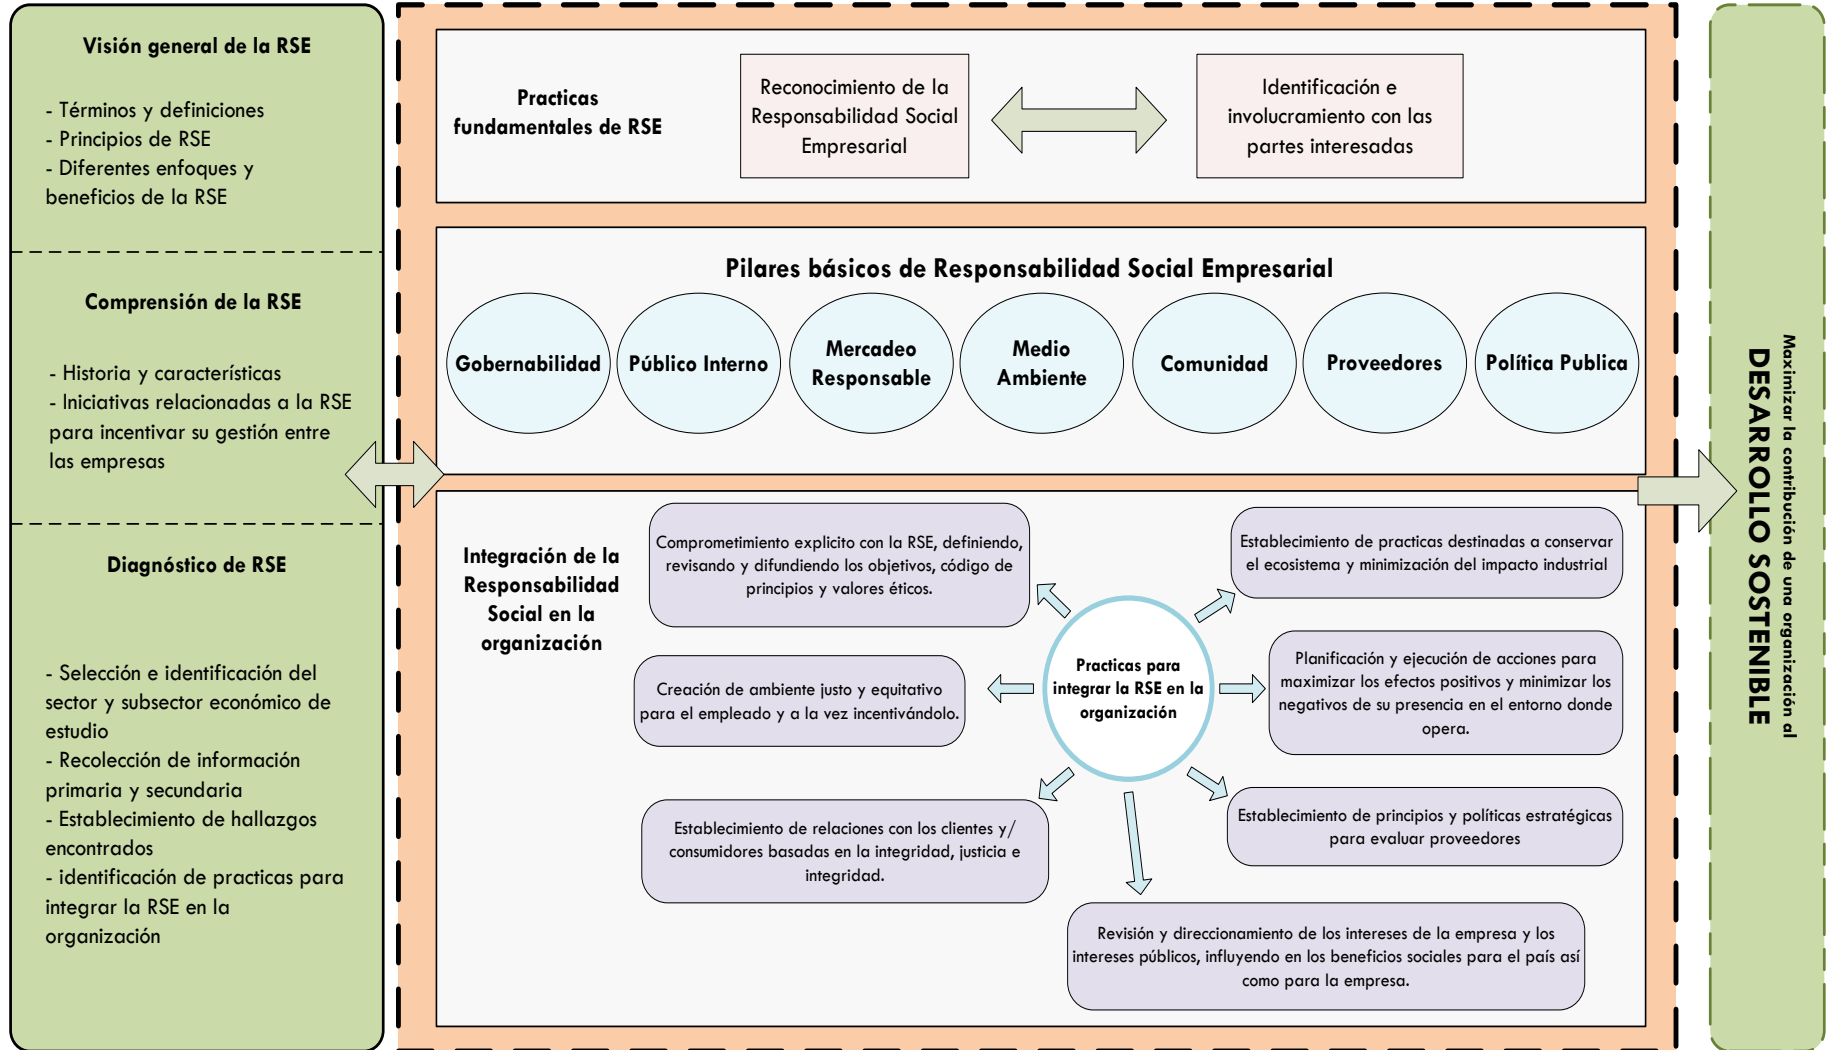 Visión general de la RSE
- Términos y definiciones
- Principios de RSE
- Diferentes enfoques y
beneficios de la RSE
Comprensión de la RSE
- Historia y características
- Iniciativas relacionadas a la RSE
para incentivar su gestión entre
las empresas
Diagnóstico de RSE
- Selección e identificación del
sector y subsector económico de
estudio
- Recolección de información
primaria y secundaria
- Establecimiento de hallazgos
encontrados
- identificación de practicas para
integrar la RSE en la
organización
Practicas
fundamentales de RSE
Reconocimiento de la
Responsabilidad Social
Empresarial
Identificación e
involucramiento con las
partes interesadas
Pilares básicos de Responsabilidad Social Empresarial
Gobernabilidad
Público Interno
Mercadeo
Responsable
Medio
Ambiente
Comunidad
Proveedores
Política Publica
Integración de la
Responsabilidad
Social en la
organización
Comprometimiento explicito con la RSE, definiendo,
revisando y difundiendo los objetivos, código de
principios y valores éticos.
Creación de ambiente justo y equitativo
para el empleado y a la vez incentivándolo.
Establecimiento de relaciones con los clientes y/
consumidores basadas en la integridad, justicia e
integridad.
Practicas para
integrar la RSE en la
organización
Establecimiento de practicas destinadas a conservar
el ecosistema y minimización del impacto industrial
Planificación y ejecución de acciones para
maximizar los efectos positivos y minimizar los
negativos de su presencia en el entorno donde
opera.
Establecimiento de principios y políticas estratégicas
para evaluar proveedores
Revisión y direccionamiento de los intereses de la empresa y los
intereses públicos, influyendo en los beneficios sociales para el país así
como para la empresa.
Maximizar la contribución de una organización al
DESARROLLO SOSTENIBLE